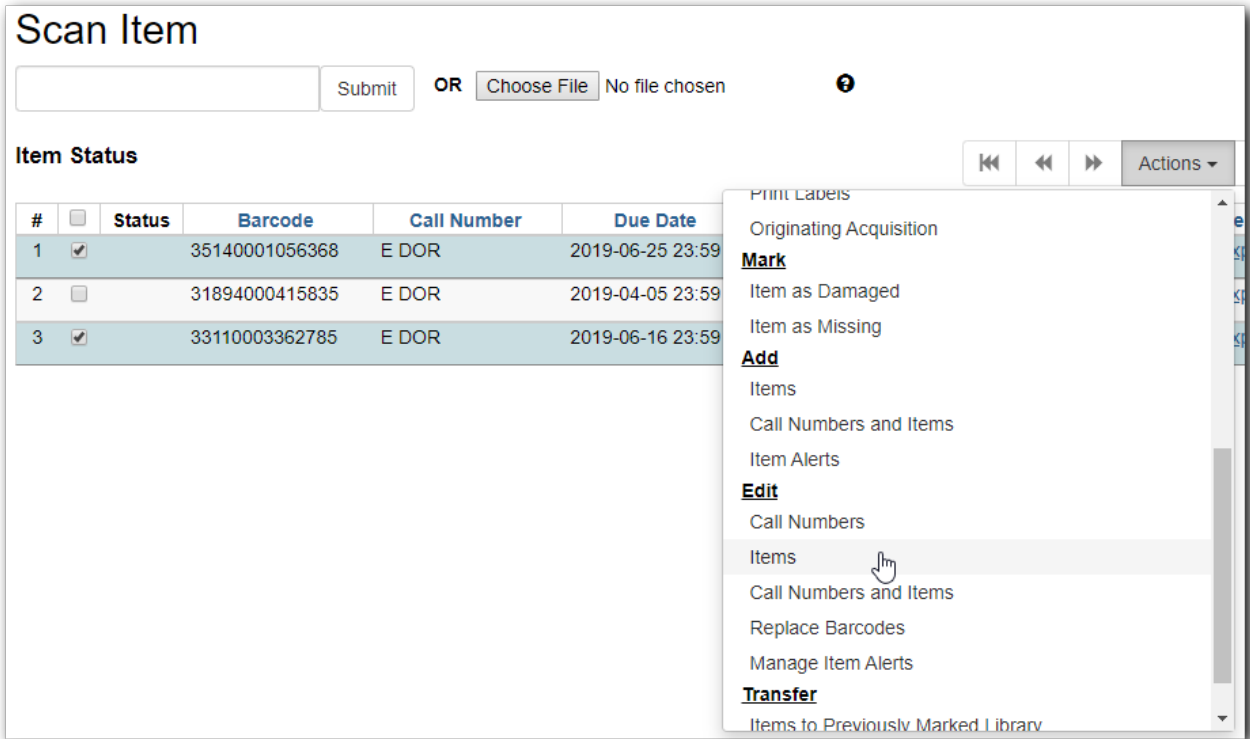 Scan Item
Submit OR Choose File No file chosen
Item Status
Actions
# Status Barcode Call Number Due Date
1 35140001056368 E DOR 2019-06-25 23:59
2 31894000415835 E DOR 2019-04-05 23:59
3 33110003362785 E DOR 2019-06-16 23:59
Print Labels
Originating Acquisition
Mark
Item as Damaged
Item as Missing
Add
Items
Call Numbers and Items
Item Alerts
Edit
Call Numbers
Items
Call Numbers and Items
Replace Barcodes
Manage Item Alerts
Transfer
Items to Previously Marked Library